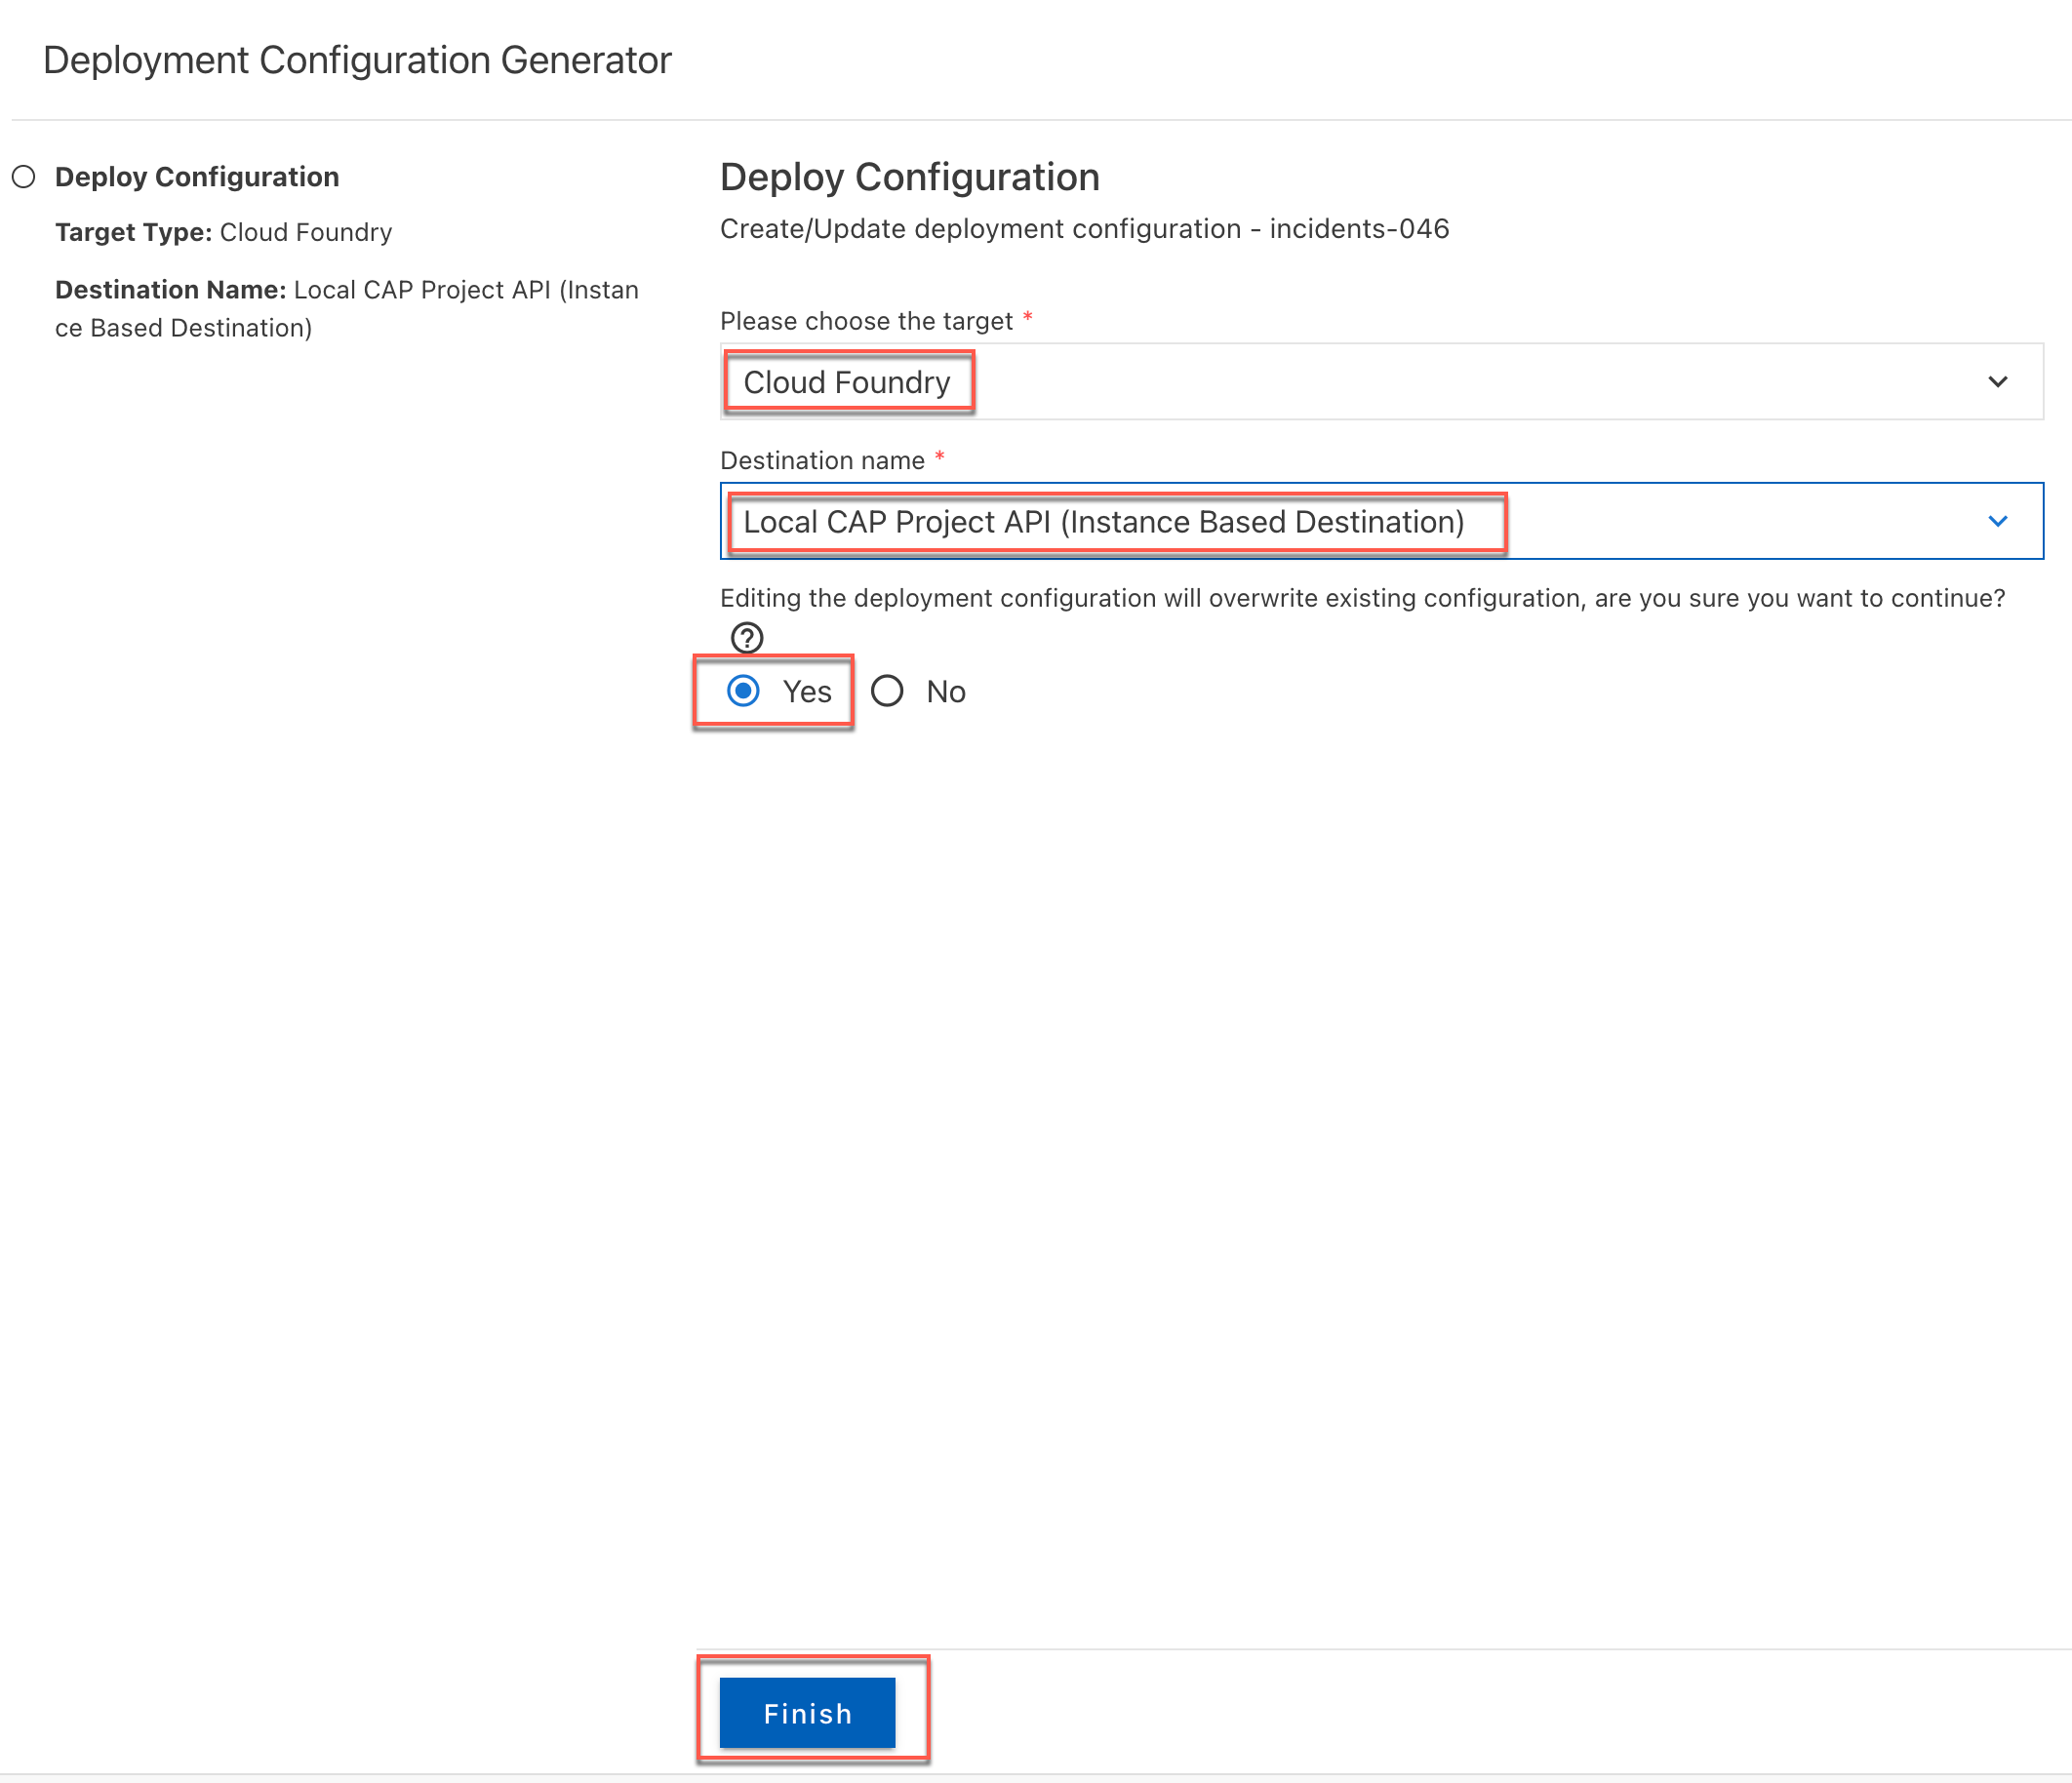 Deployment Configuration Generator
Deploy Configuration
Target Type: Cloud Foundry
Destination Name: Local CAP Project API (Instan
ce Based Destination)
Deploy Configuration
Create/Update deployment configuration - incidents-046
Please choose the target *
Cloud Foundry
Destination name *
Local CAP Project API (Instance Based Destination)
Editing the deployment configuration will overwrite existing configuration, are you sure you want to continue?
?
Yes No
Finish